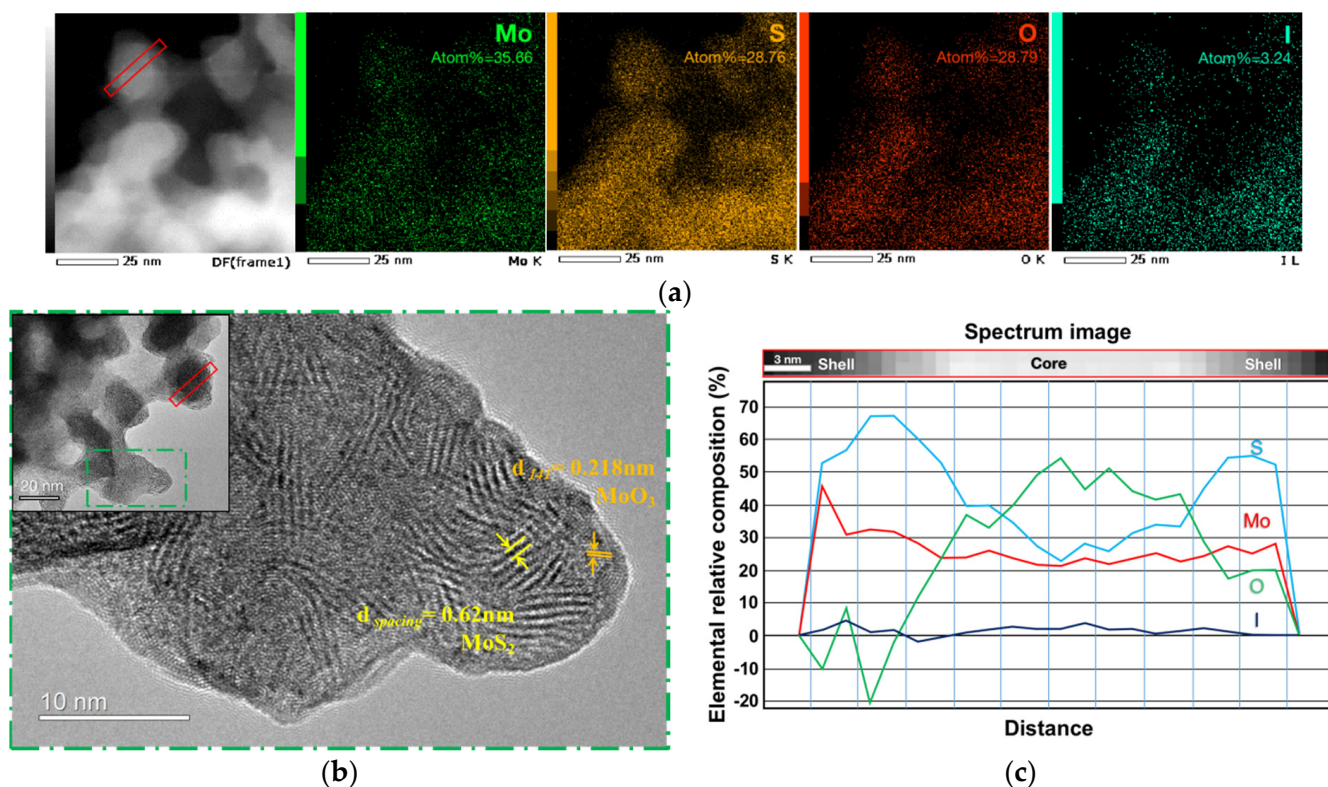 Mo
Atom%=35.66
S
Atom%=28.76
O
Atom%=28.79
I
Atom%=3.24
25 nm
DF(frame1)
25 nm
Mo K
25 nm
S K
25 nm
O K
25 nm
I L
(a)
20 nm
d 141= 0.218nm
MoO3
d spacing= 0.62nm
MoS2
10 nm
(b)
Spectrum image
3 nm
Shell
Core
Shell
Elemental relative composition (%)
70
60
50
40
30
20
10
0
-10
-20
S
Mo
O
I
Distance
(c)